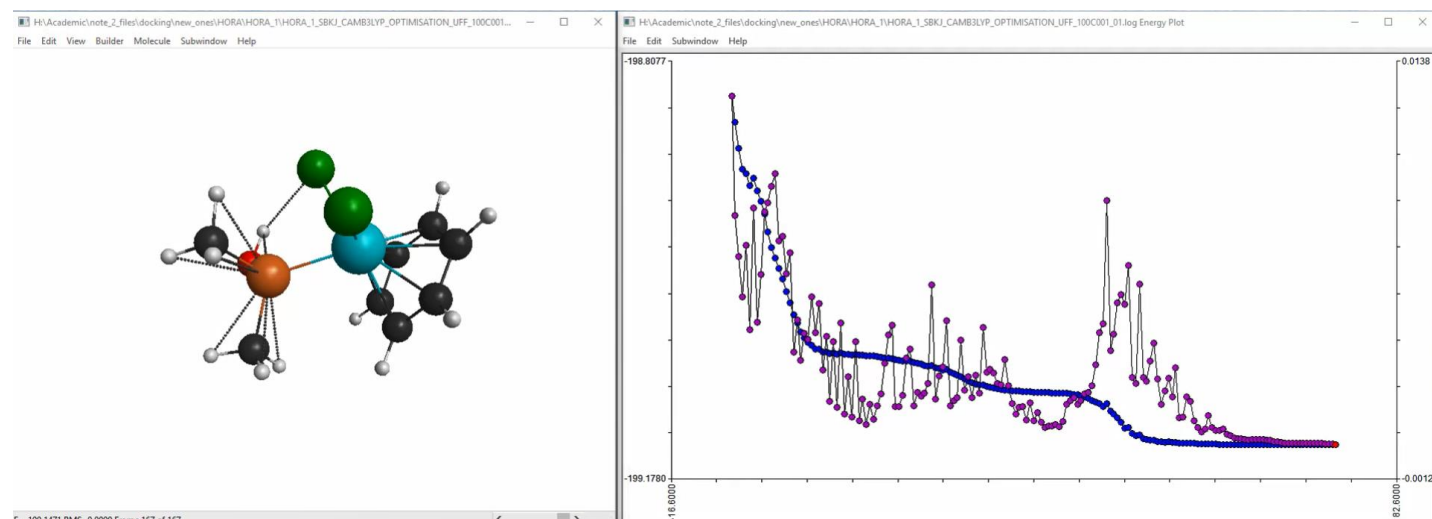 H:\Academic\note_2_files\docking\new_ones\HORA\HORA_1\HORA_1_SBKJ_CAMB3LYP_OPTIMISATION_UFF_100C001...
File Edit View Builder Molecule Subwindow Help
H:\Academic\note_2_files\docking\new_ones\HORA\HORA_1\HORA_1_SBKJ_CAMB3LYP_OPTIMISATION_UFF_100C001_01.log Energy Plot
File Edit Subwindow Help
-198.8077
0.0138
-199.1780
-0.0012
16.6000
82.6000